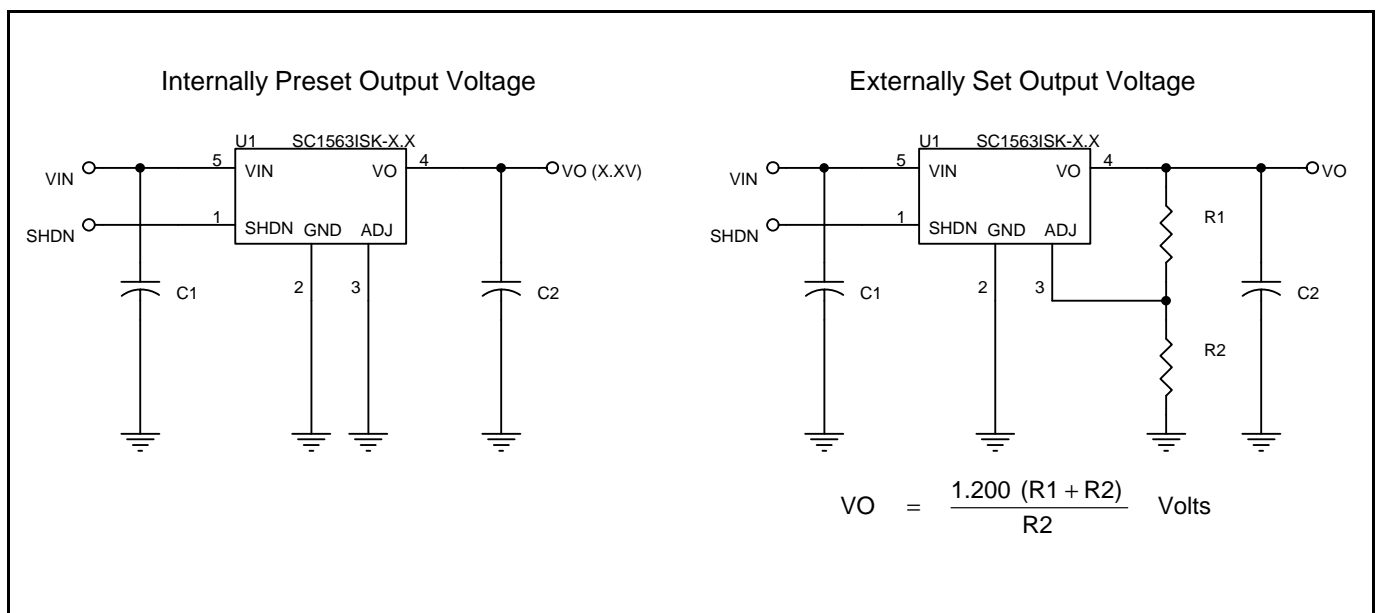 Internally Preset Output Voltage
U1 SC1563ISK-X.X
VIN 5 VIN VO 4 VO (X.XV)
SHDN 1 SHDN GND ADJ
C1 2 3 C2
Externally Set Output Voltage
U1 SC1563ISK-X.X
VIN 5 VIN VO 4 VO
SHDN 1 SHDN GND ADJ R1
C1 2 3 C2
R2
VO = 1.200 (R1 + R2) Volts
R2